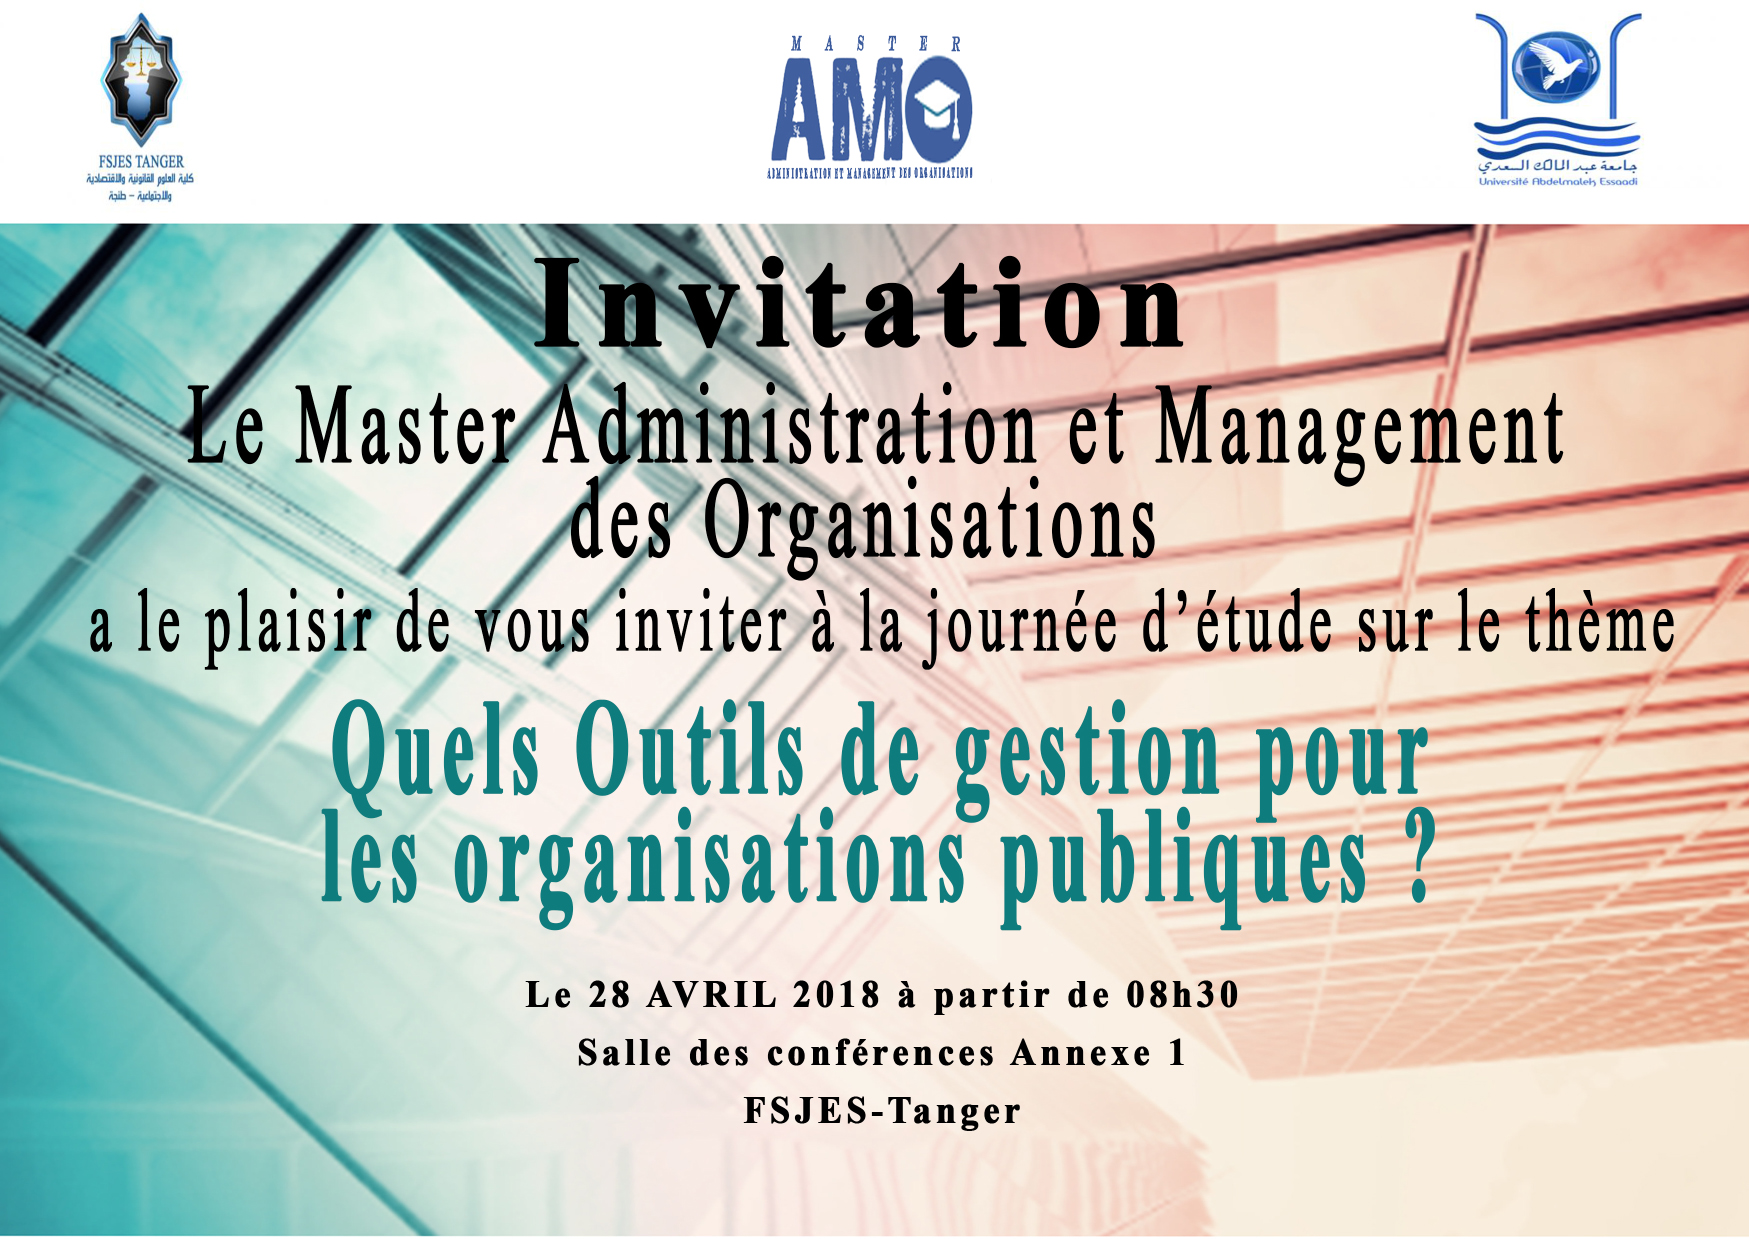 FSJES TANGER
كلية العلوم القانونية والاقتصادية
والاجتماعية - طنجة
MASTER
AMO
ADMINISTRATION ET MANAGEMENT DES ORGANISATIONS
جامعة عبد المالك السعدي
Université Abdelmalek Essaadi
Invitation
Le Master Administration et Management
des Organisations
a le plaisir de vous inviter à la journée d’étude sur le thème
Quels Outils de gestion pour
les organisations publiques ?
Le 28 AVRIL 2018 à partir de 08h30
Salle des conférences Annexe 1
FSJES-Tanger